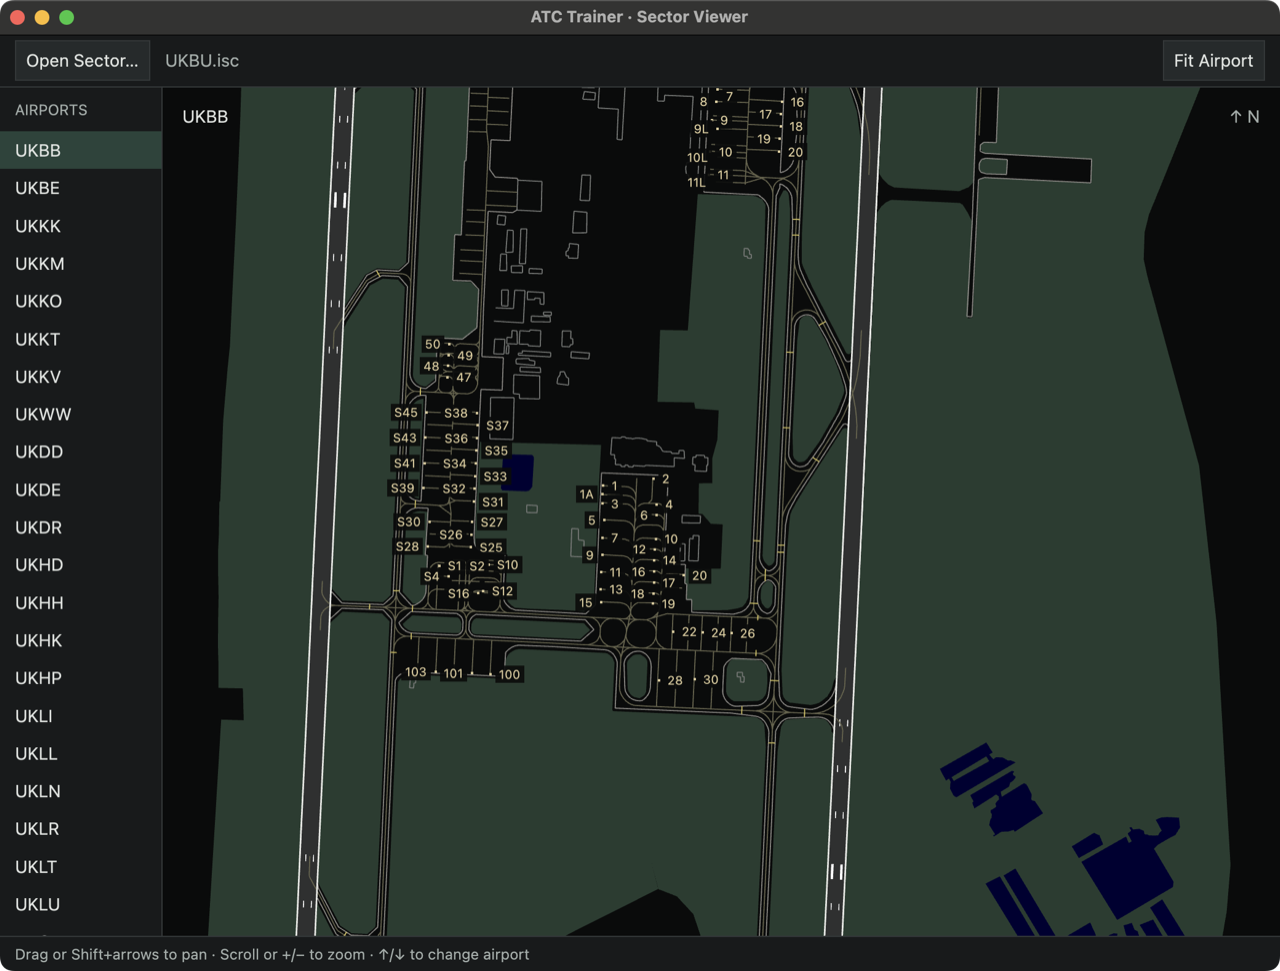 ATC Trainer · Sector Viewer
Open Sector...
UKBU.isc
Fit Airport
AIRPORTS
UKBB
UKBE
UKKK
UKKM
UKKO
UKKT
UKKV
UKWW
UKDD
UKDE
UKDR
UKHD
UKHH
UKHK
UKHP
UKLI
UKLL
UKLN
UKLR
UKLT
UKLU
UKBB
↑ N
8 7 16
17
9
9L 18
19
10 20
10L
11
11L
50
49
48
47
S45 S38
S37
S43 S36
S35
S41 S34
S33
S39 S32
S31
S30 S27
S26
S28 S25
S1 S2 S10
S4
S16 S12
2
1
1A
3 4
6
5
7 10
12
9 14
11 16 20
17
13 18
15 19
22 24 26
103 101 100
28 30
Drag or Shift+arrows to pan · Scroll or +/− to zoom · ↑/↓ to change airport